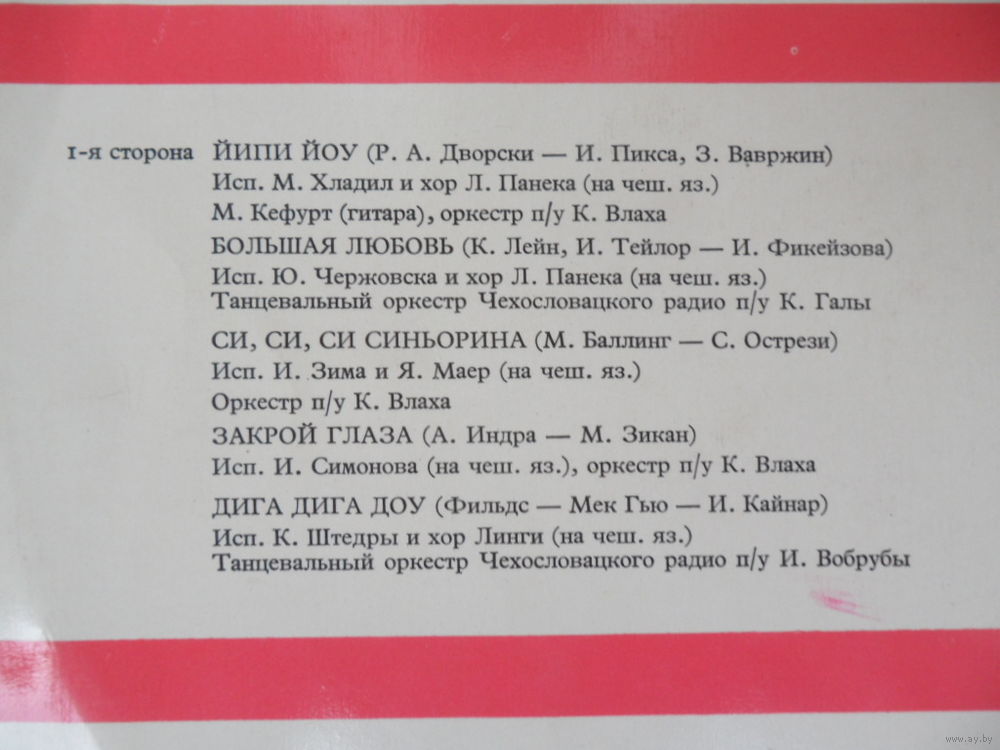 1-я сторона ЙИПИ ЙОУ (Р. А. Дворски — И. Пикса, З. Вавржин)
Исп. М. Хладил и хор Л. Панека (на чеш. яз.)
М. Кефурт (гитара), оркестр п/у К. Влаха
БОЛЬШАЯ ЛЮБОВЬ (К. Лейн, И. Тейлор — И. Фикейзова)
Исп. Ю. Чержовска и хор Л. Панека (на чеш. яз.)
Танцевальный оркестр Чехословацкого радио п/у К. Галы
СИ, СИ, СИ СИНЬОРИНА (М. Баллинг — С. Острези)
Исп. И. Зима и Я. Маер (на чеш. яз.)
Оркестр п/у К. Влаха
ЗАКРОЙ ГЛАЗА (А. Индра — М. Зикан)
Исп. И. Симонова (на чеш. яз.), оркестр п/у К. Влаха
ДИГА ДИГА ДОУ (Фильдс — Мек Гью — И. Кайнар)
Исп. К. Штедры и хор Линги (на чеш. яз.)
Танцевальный оркестр Чехословацкого радио п/у И. Вобрубы
www.ay.by